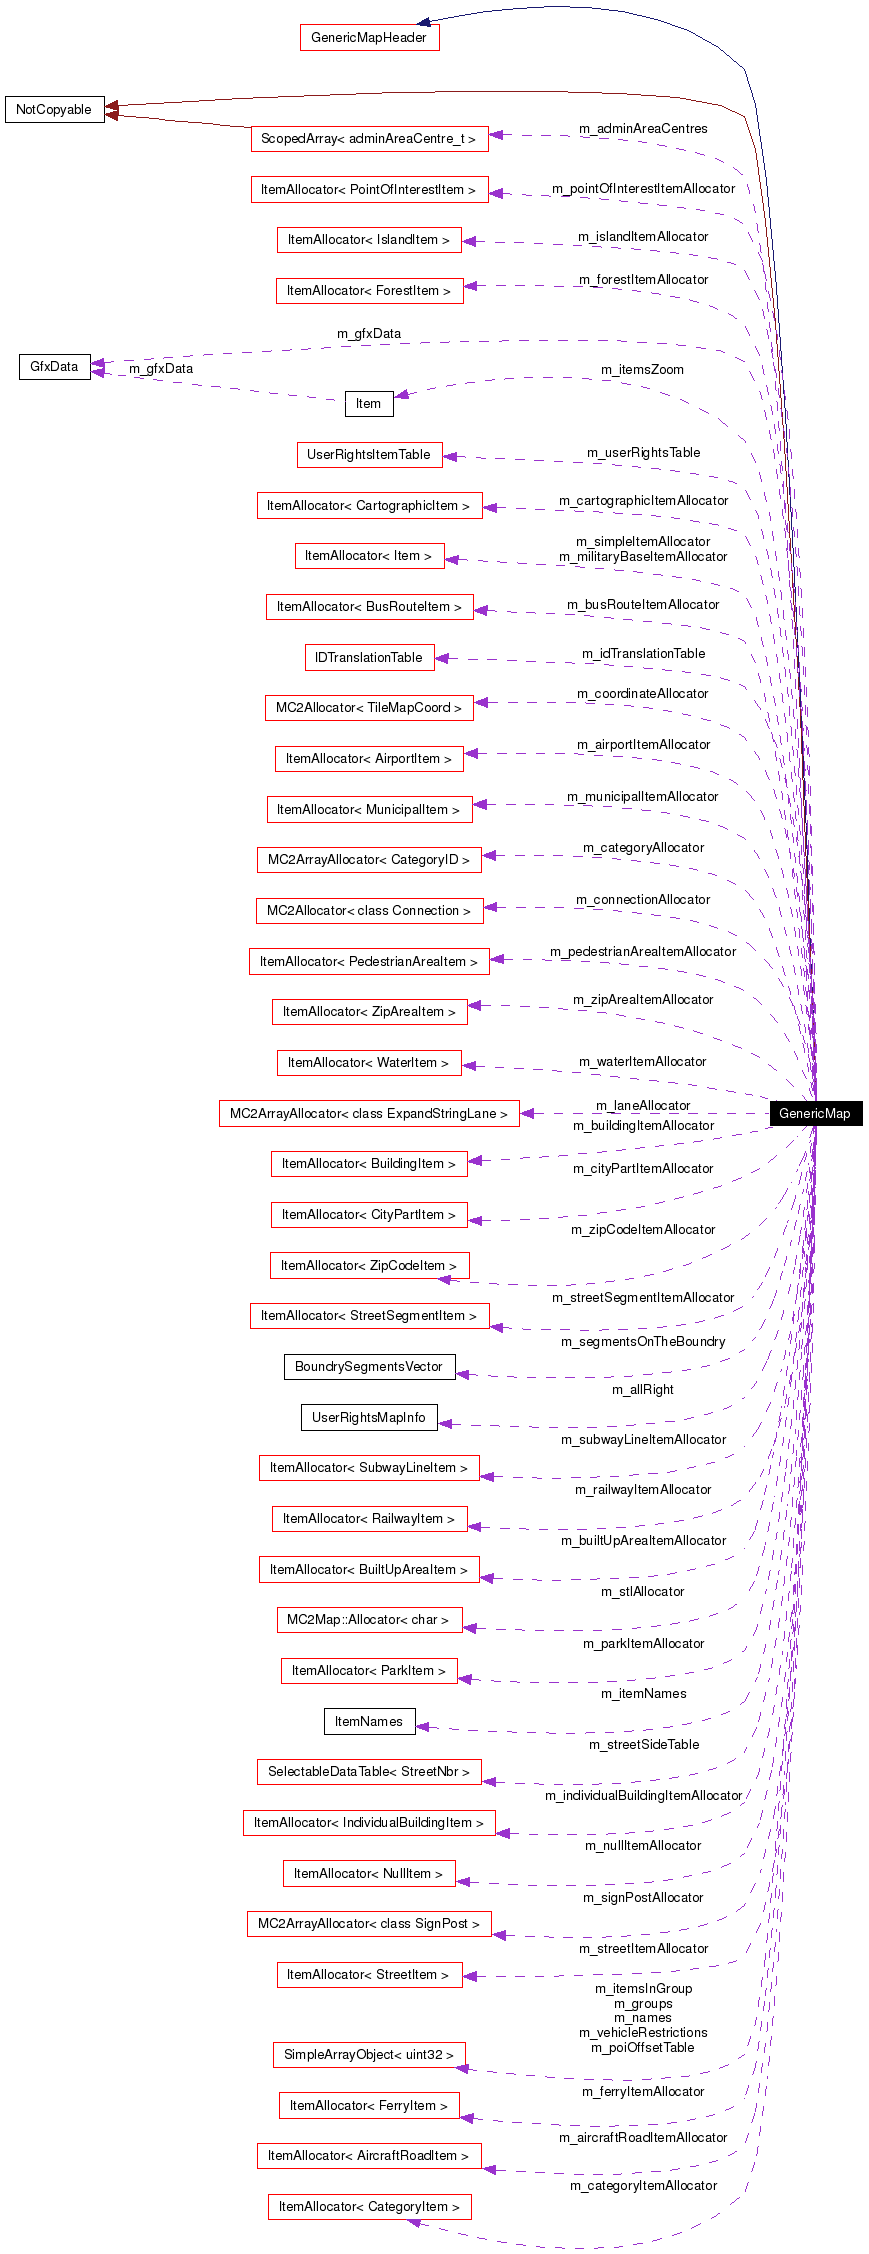 GenericMapHeader
NotCopyable
m_adminAreaCentres
ScopedArray< adminAreaCentre_t >
m_pointOfInterestItemAllocator
ItemAllocator< PointOfInterestItem >
m_islandItemAllocator
ItemAllocator< IslandItem >
m_forestItemAllocator
ItemAllocator< ForestItem >
m_gfxData
GfxData
m_gfxData
m_itemsZoom
Item
m_userRightsTable
UserRightsItemTable
m_cartographicItemAllocator
ItemAllocator< CartographicItem >
m_simpleItemAllocator
m_militaryBaseItemAllocator
ItemAllocator< Item >
m_busRouteItemAllocator
ItemAllocator< BusRouteItem >
m_idTranslationTable
IDTranslationTable
m_coordinateAllocator
MC2Allocator< TileMapCoord >
m_airportItemAllocator
ItemAllocator< AirportItem >
m_municipalItemAllocator
ItemAllocator< MunicipalItem >
m_categoryAllocator
MC2ArrayAllocator< CategoryID >
m_connectionAllocator
MC2Allocator< class Connection >
m_pedestrianAreaItemAllocator
ItemAllocator< PedestrianAreaItem >
m_zipAreaItemAllocator
ItemAllocator< ZipAreaItem >
m_waterItemAllocator
ItemAllocator< WaterItem >
m_laneAllocator
MC2ArrayAllocator< class ExpandStringLane >
GenericMap
m_buildingItemAllocator
ItemAllocator< BuildingItem >
m_cityPartItemAllocator
ItemAllocator< CityPartItem >
m_zipCodeItemAllocator
ItemAllocator< ZipCodeItem >
m_streetSegmentItemAllocator
ItemAllocator< StreetSegmentItem >
m_segmentsOnTheBoundry
BoundrySegmentsVector
m_allRight
UserRightsMapInfo
m_subwayLineItemAllocator
ItemAllocator< SubwayLineItem >
m_railwayItemAllocator
ItemAllocator< RailwayItem >
m_builtUpAreaItemAllocator
ItemAllocator< BuiltUpAreaItem >
m_stlAllocator
MC2Map::Allocator< char >
m_parkItemAllocator
ItemAllocator< ParkItem >
m_itemNames
ItemNames
m_streetSideTable
SelectableDataTable< StreetNbr >
m_individualBuildingItemAllocator
ItemAllocator< IndividualBuildingItem >
m_nullItemAllocator
ItemAllocator< NullItem >
m_signPostAllocator
MC2ArrayAllocator< class SignPost >
m_streetItemAllocator
ItemAllocator< StreetItem >
m_itemsInGroup
m_groups
m_names
m_vehicleRestrictions
m_poiOffsetTable
SimpleArrayObject< uint32 >
m_ferryItemAllocator
ItemAllocator< FerryItem >
m_aircraftRoadItemAllocator
ItemAllocator< AircraftRoadItem >
m_categoryItemAllocator
ItemAllocator< CategoryItem >